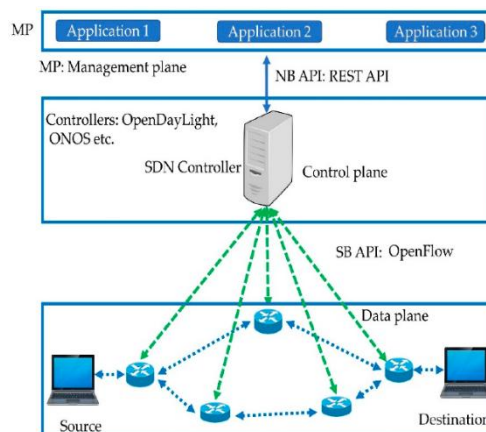 MP
Application 1
Application 2
Application 3
MP: Management plane
NB API: REST API
Controllers: OpenDayLight,
ONOS etc.
SDN Controller
Control plane
SB API: OpenFlow
Data plane
Source
Destination